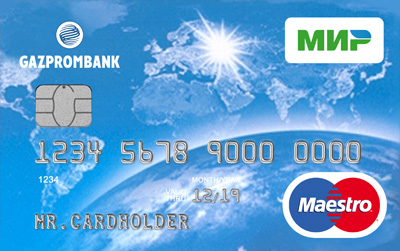 GAZPROMBANK
МИР
1234 5678 9000 0000
1234
MONTH/YEAR
12/19
MR.CARDHOLDER
Maestro